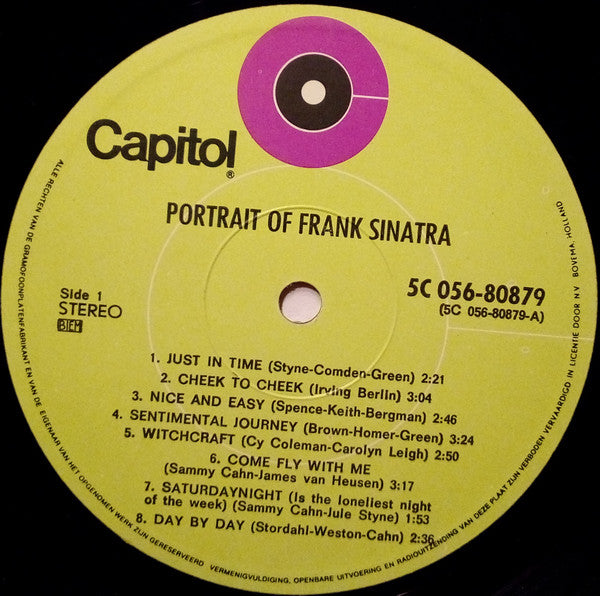 Capitol
®
PORTRAIT OF FRANK SINATRA
Side 1
STEREO
BIEM
5C 056-80879
(5C 056-80879-A)
1. JUST IN TIME (Styne-Comden-Green) 2:21
2. CHEEK TO CHEEK (Irving Berlin) 3:04
3. NICE AND EASY (Spence-Keith-Bergman) 2:46
4. SENTIMENTAL JOURNEY (Brown-Homer-Green) 3:24
5. WITCHCRAFT (Cy Coleman-Carolyn Leigh) 2:50
6. COME FLY WITH ME
(Sammy Cahn-James van Heusen) 3:17
7. SATURDAYNIGHT (Is the loneliest night
of the week) (Sammy Cahn-Jule Styne) 1:53
8. DAY BY DAY (Stordahl-Weston-Cahn) 2:36
ALLE RECHTEN VAN DE GRAMOFOONPLATENFABRIKANT EN VAN DE EIGENAAR VAN HET OPGENOMEN WERK ZIJN GERESERVEERD VERMENIGVULDIGING, OPENBARE UITVOERING EN RADIOUITZENDING VAN DEZE PLAAT ZIJN VERBODEN VERVAARDIGD IN LICENTIE DOOR N.V BOVEMA HOLLAND